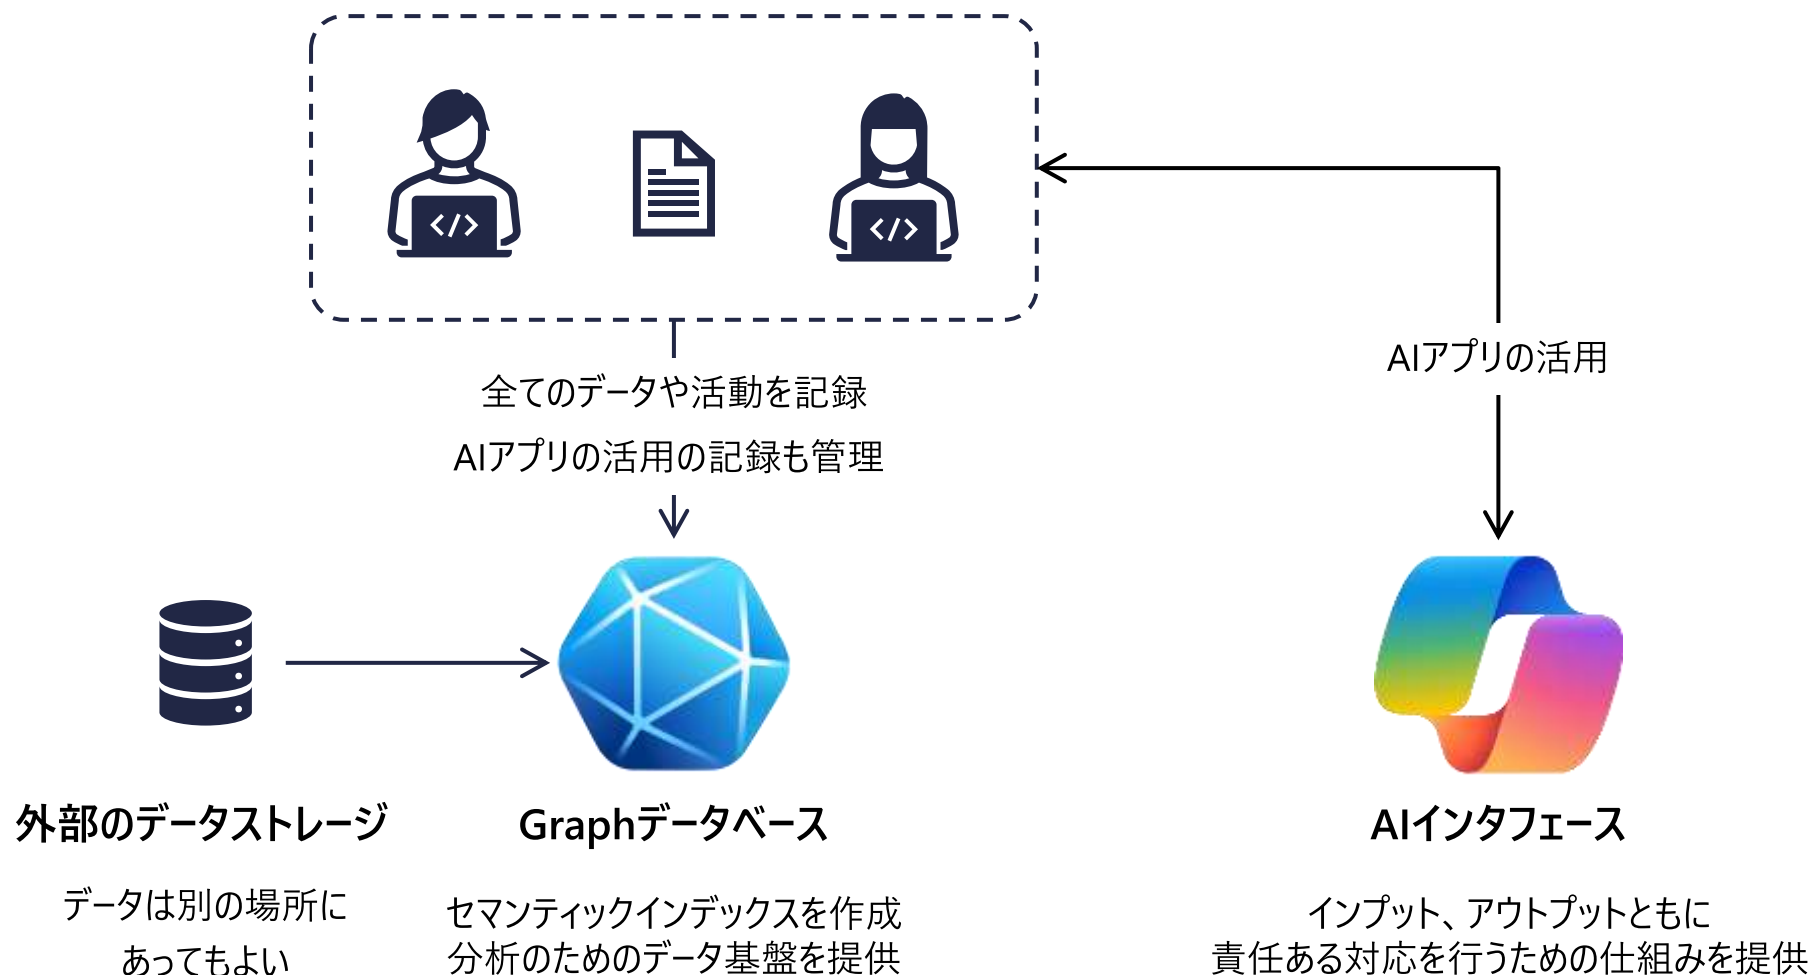 </>
</>
AIアプリの活用
全てのデータや活動を記録
AIアプリの活用の記録も管理
外部のデータストレージ
データは別の場所に
あってもよい
Graphデータベース
セマンティックインデックスを作成
分析のためのデータ基盤を提供
AIインタフェース
インプット、アウトプットともに
責任ある対応を行うための仕組みを提供